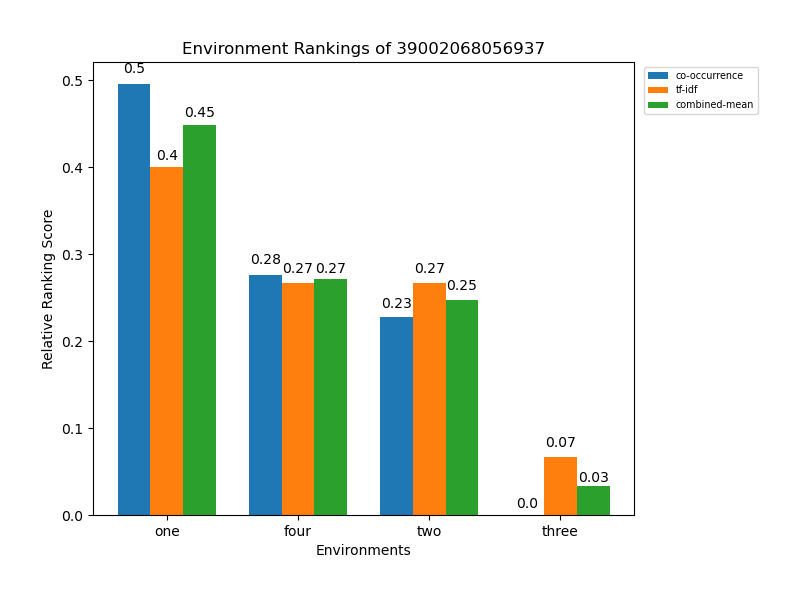 Environment Rankings of 39002068056937
co-occurrence
tf-idf
combined-mean
Relative Ranking Score
0.5
0.4
0.3
0.2
0.1
0.0
0.5
0.4
0.45
0.28
0.27
0.27
0.23
0.27
0.25
0.0
0.07
0.03
one
four
two
three
Environments